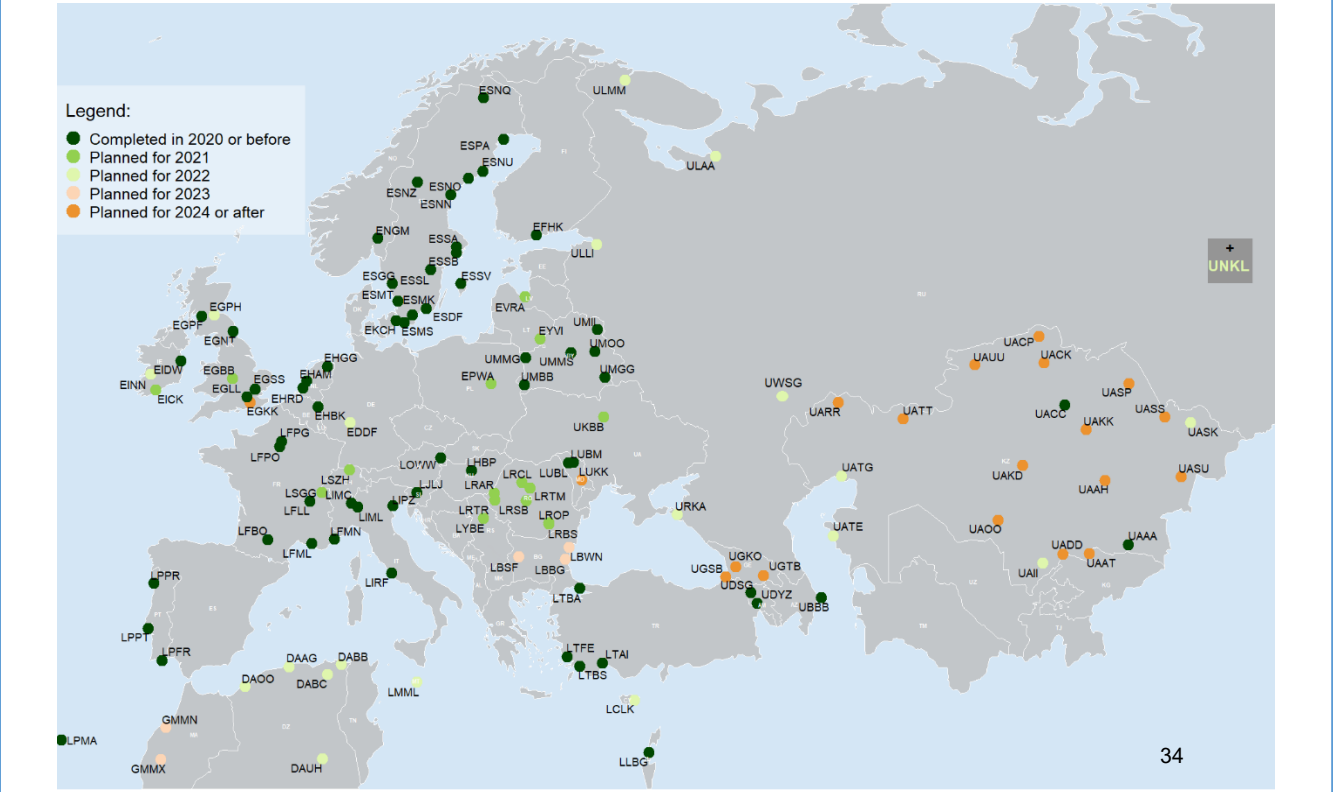 Legend:
Completed in 2020 or before
Planned for 2021
Planned for 2022
Planned for 2023
Planned for 2024 or after
ESNQ
ULMM
ESPA
ULAA
ESNU
ESNZ
ESNO
ESNN
ENGM
EFHK
ESSA
ULLI
ESSB
+
UNKL
ESGG
ESSL
ESSV
ESMT
ESMK
EVRA
EGPH
ESDF
EGPF
EKCH
ESMS
UMII
EGNT
EYVI
UMOO
UACP
EIDW
EHGG
UMMG
UMMS
UAUU
UACK
EINN
EGBB
EGSS
EHAM
EPWA
UMBB
UMGG
UWSG
UASP
EICK
EGLL
EHRD
UARR
UATT
UACC
UASS
EGKK
EHBK
EDDF
UKBB
UAKK
UASK
LFPG
LFPO
LOWW
LHBP
LUBM
LUBL
LUKK
UATG
UAKD
UASU
LSZH
LRCL
UAAH
LSGG
LIMC
LJLJ
LRAR
LRTM
LFLL
LIML
LIPZ
LRTR
LRSB
URKA
LYBE
LROP
UAOO
LFBO
LFMN
LRBS
UATE
UAAA
LFML
LBSF
LBWN
LBBG
UGKO
UADD
UAAT
UGSB
UGTB
UAII
LPPR
LIRF
LTBA
UDSG
UDYZ
UBBB
LPPT
LPFR
LTFE
LTAI
LTBS
DAAG
DABB
DAOO
DABC
LMML
LCLK
GMMN
LPMA
GMMX
DAUH
LLBG
34